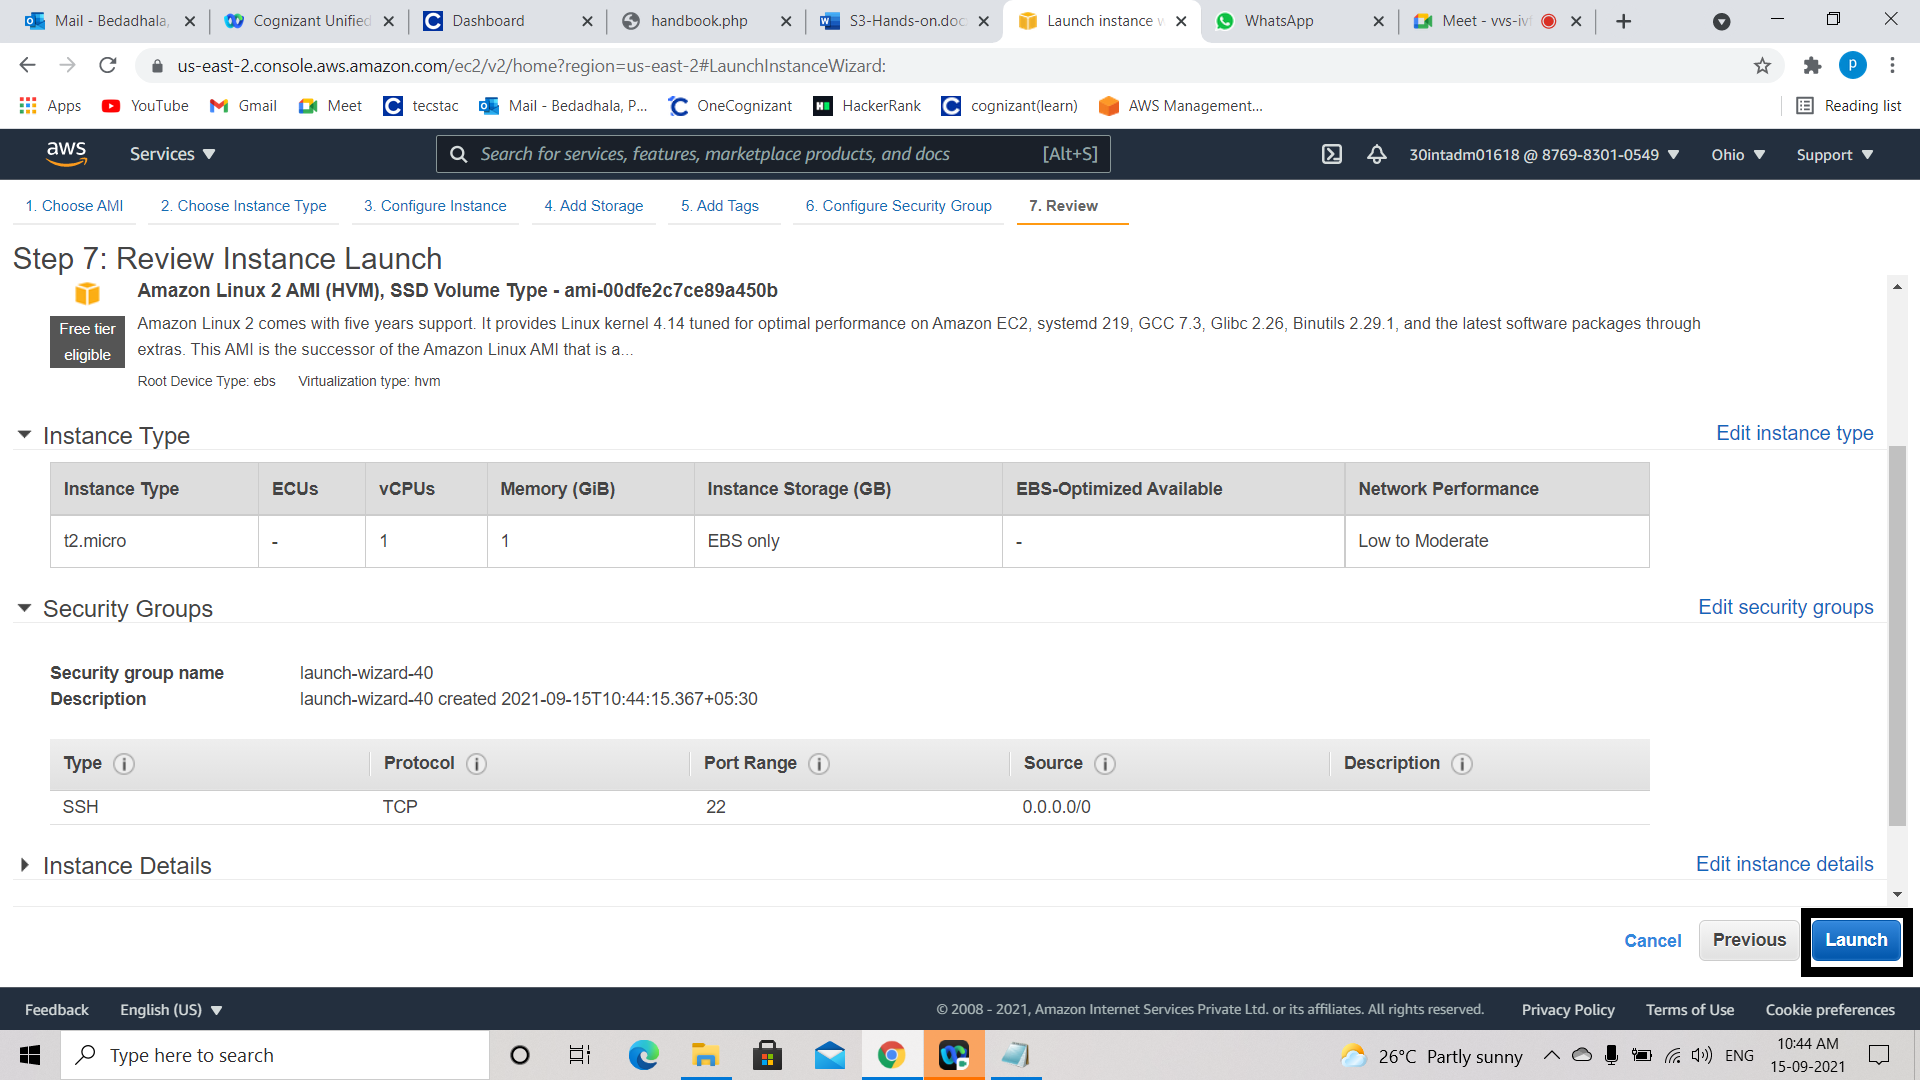 Mail - Bedadhala,
Cognizant Unified
Dashboard
handbook.php
S3-Hands-on.doc
Launch instance w
WhatsApp
Meet - vvs-ivf
us-east-2.console.aws.amazon.com/ec2/v2/home?region=us-east-2#LaunchInstanceWizard:
P
Apps
YouTube
Gmail
Meet
tecstac
Mail - Bedadhala, P...
OneCognizant
HackerRank
cognizant(learn)
AWS Management...
Reading list
aws
Services
Search for services, features, marketplace products, and docs
[Alt+S]
30intadm01618 @ 8769-8301-0549
Ohio
Support
1. Choose AMI
2. Choose Instance Type
3. Configure Instance
4. Add Storage
5. Add Tags
6. Configure Security Group
7. Review
Step 7: Review Instance Launch
Amazon Linux 2 AMI (HVM), SSD Volume Type - ami-00dfe2c7ce89a450b
Free tier
eligible
Amazon Linux 2 comes with five years support. It provides Linux kernel 4.14 tuned for optimal performance on Amazon EC2, systemd 219, GCC 7.3, Glibc 2.26, Binutils 2.29.1, and the latest software packages through
extras. This AMI is the successor of the Amazon Linux AMI that is a...
Root Device Type: ebs
Virtualization type: hvm
Instance Type
Edit instance type
Instance Type ECUs vCPUs Memory (GiB) Instance Storage (GB) EBS-Optimized Available Network Performance
t2.micro - 1 1 EBS only - Low to Moderate
Security Groups
Edit security groups
Security group name launch-wizard-40
Description launch-wizard-40 created 2021-09-15T10:44:15.367+05:30
Type Protocol Port Range Source Description
SSH TCP 22 0.0.0.0/0
Instance Details
Edit instance details
Cancel
Previous
Launch
Feedback
English (US)
© 2008 - 2021, Amazon Internet Services Private Ltd. or its affiliates. All rights reserved.
Privacy Policy
Terms of Use
Cookie preferences
Type here to search
26°C Partly sunny
ENG
10:44 AM
15-09-2021